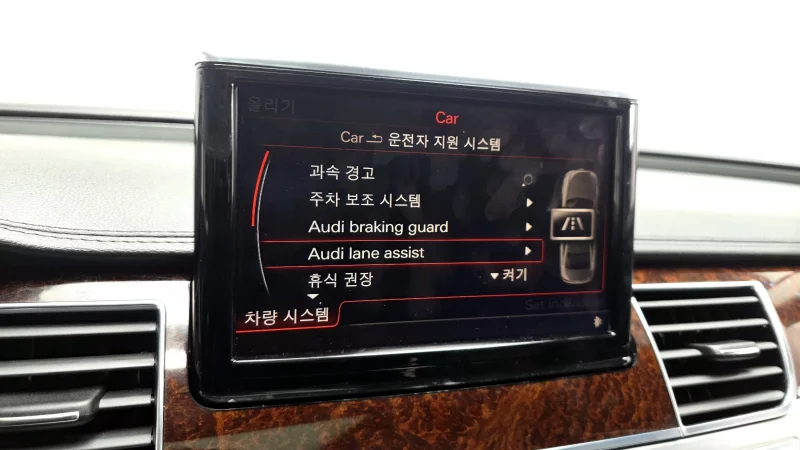 올리기
Car
Car ⮌ 운전자 지원 시스템
과속 경고
주차 보조 시스템
Audi braking guard
Audi lane assist
휴식 권장 ▼켜기
차량 시스템